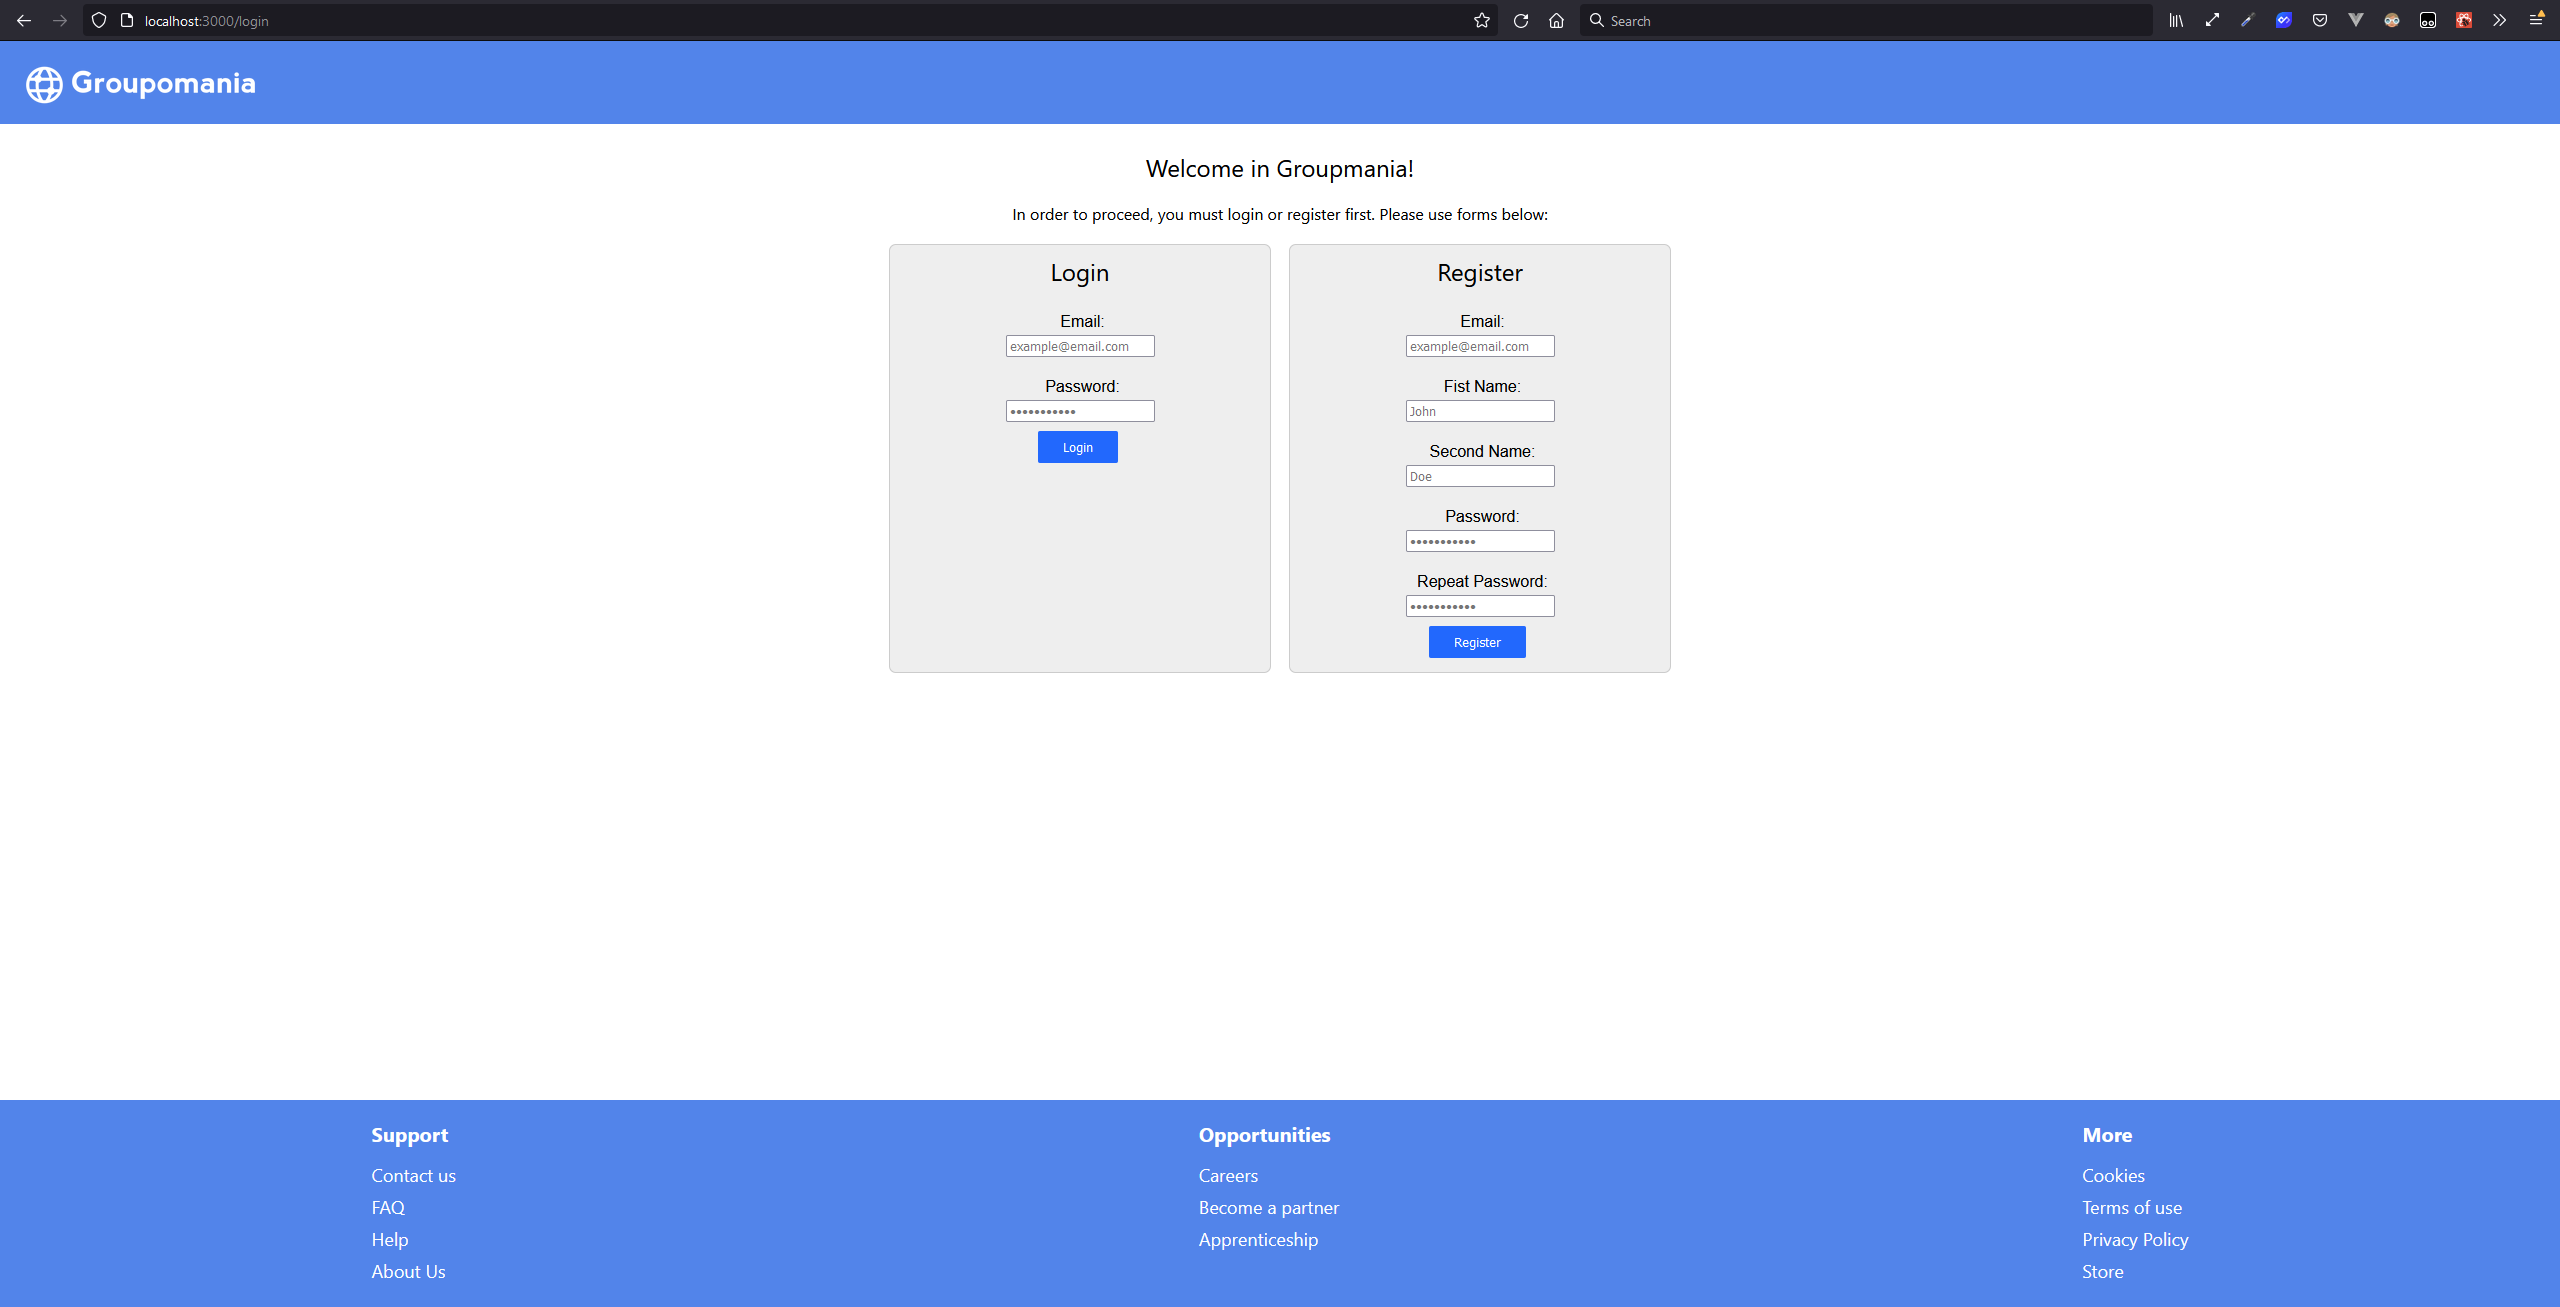 localhost:3000/login
Search
Groupomania
Welcome in Groupmania!
In order to proceed, you must login or register first. Please use forms below:
Login
Email:
example@email.com
Password:
•••••••••••
Login
Register
Email:
example@email.com
Fist Name:
John
Second Name:
Doe
Password:
•••••••••••
Repeat Password:
•••••••••••
Register
Support
Contact us
FAQ
Help
About Us
Opportunities
Careers
Become a partner
Apprenticeship
More
Cookies
Terms of use
Privacy Policy
Store